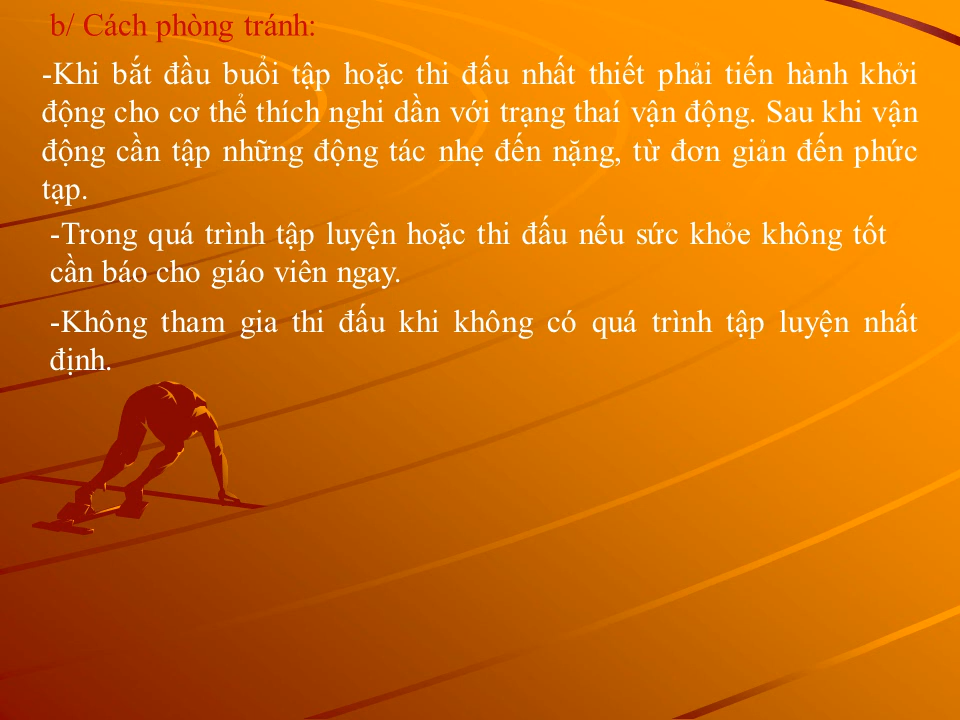 b/ Cách phòng tránh:
-Khi bắt đầu buổi tập hoặc thi đấu nhất thiết phải tiến hành khởi
động cho cơ thể thích nghi dần với trạng thaí vận động. Sau khi vận
động cần tập những động tác nhẹ đến nặng, từ đơn giản đến phức
tạp.
-Trong quá trình tập luyện hoặc thi đấu nếu sức khỏe không tốt
cần báo cho giáo viên ngay.
-Không tham gia thi đấu khi không có quá trình tập luyện nhất
định.